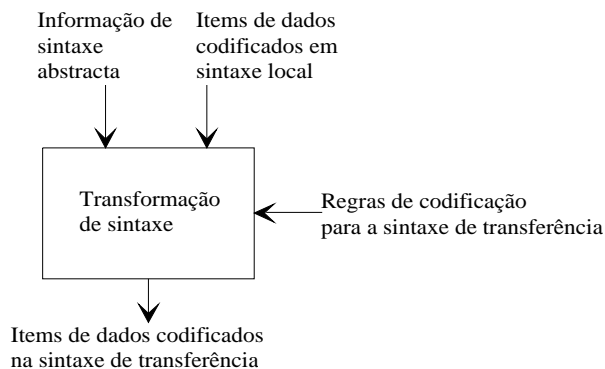 Informação de
sintaxe
abstracta
Items de dados
codificados em
sintaxe local
Transformação
de sintaxe
Regras de codificação
para a sintaxe de transferência
Items de dados codificados
na sintaxe de transferência